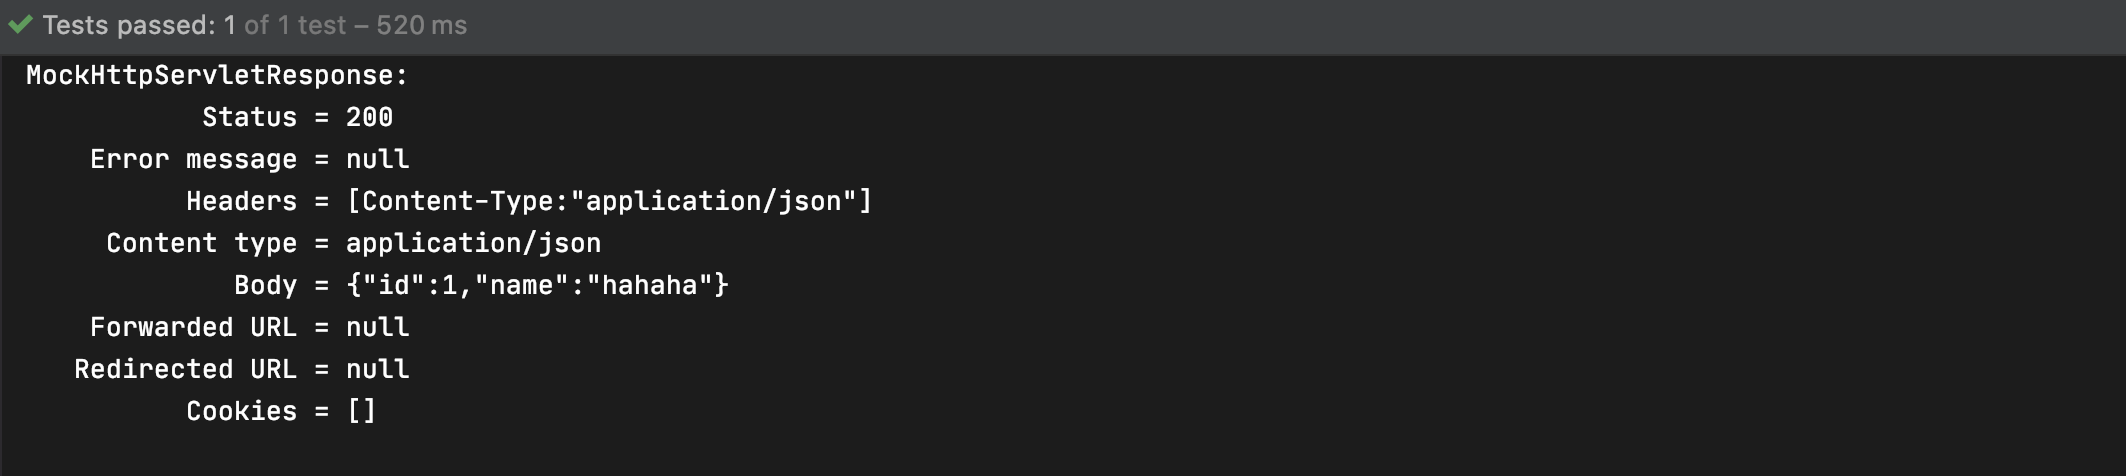 Tests passed: 1 of 1 test – 520 ms
MockHttpServletResponse:
Status = 200
Error message = null
Headers = [Content-Type:"application/json"]
Content type = application/json
Body = {"id":1,"name":"hahaha"}
Forwarded URL = null
Redirected URL = null
Cookies = []